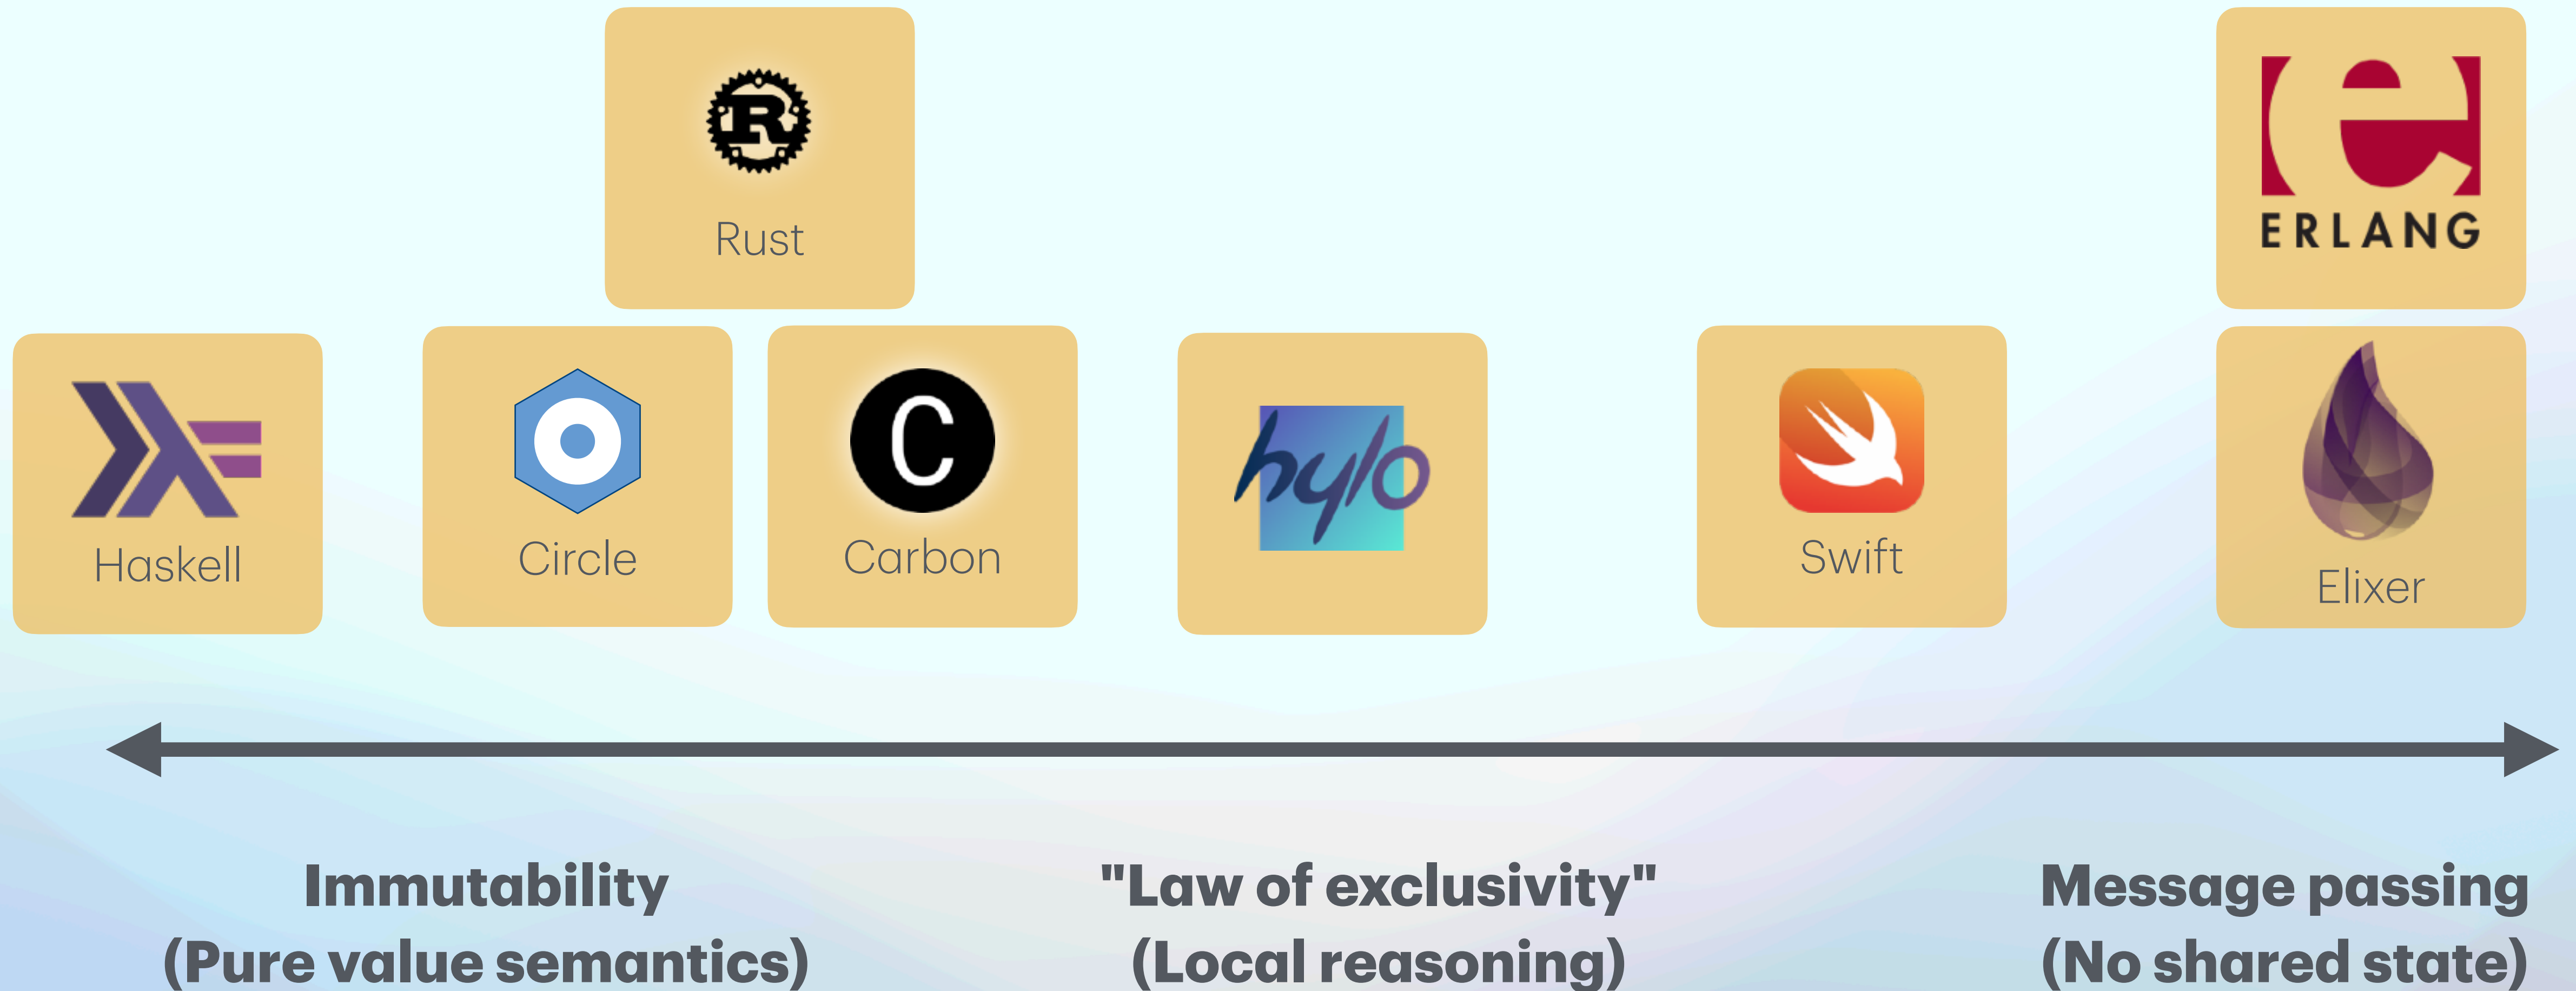 R
Rust
e
ERLANG
Haskell
Circle
C
Carbon
hylo
Swift
Elixer
Immutability
(Pure value semantics)
"Law of exclusivity"
(Local reasoning)
Message passing
(No shared state)